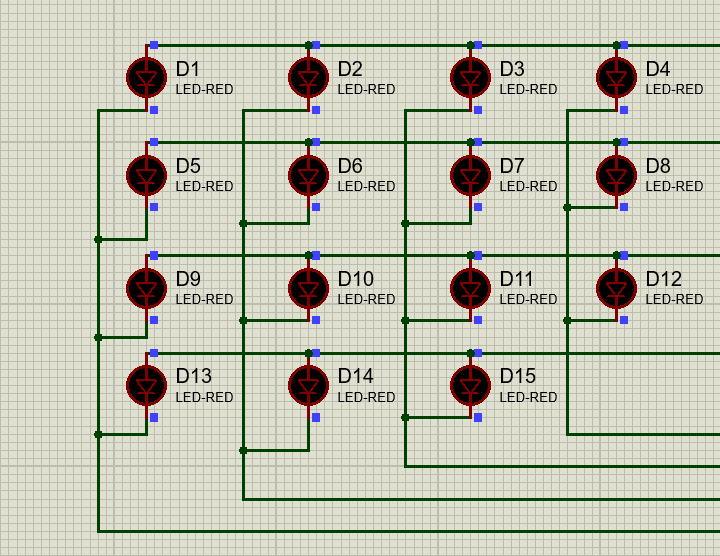 D1
LED-RED
D2
LED-RED
D3
LED-RED
D4
LED-RED
D5
LED-RED
D6
LED-RED
D7
LED-RED
D8
LED-RED
D9
LED-RED
D10
LED-RED
D11
LED-RED
D12
LED-RED
D13
LED-RED
D14
LED-RED
D15
LED-RED